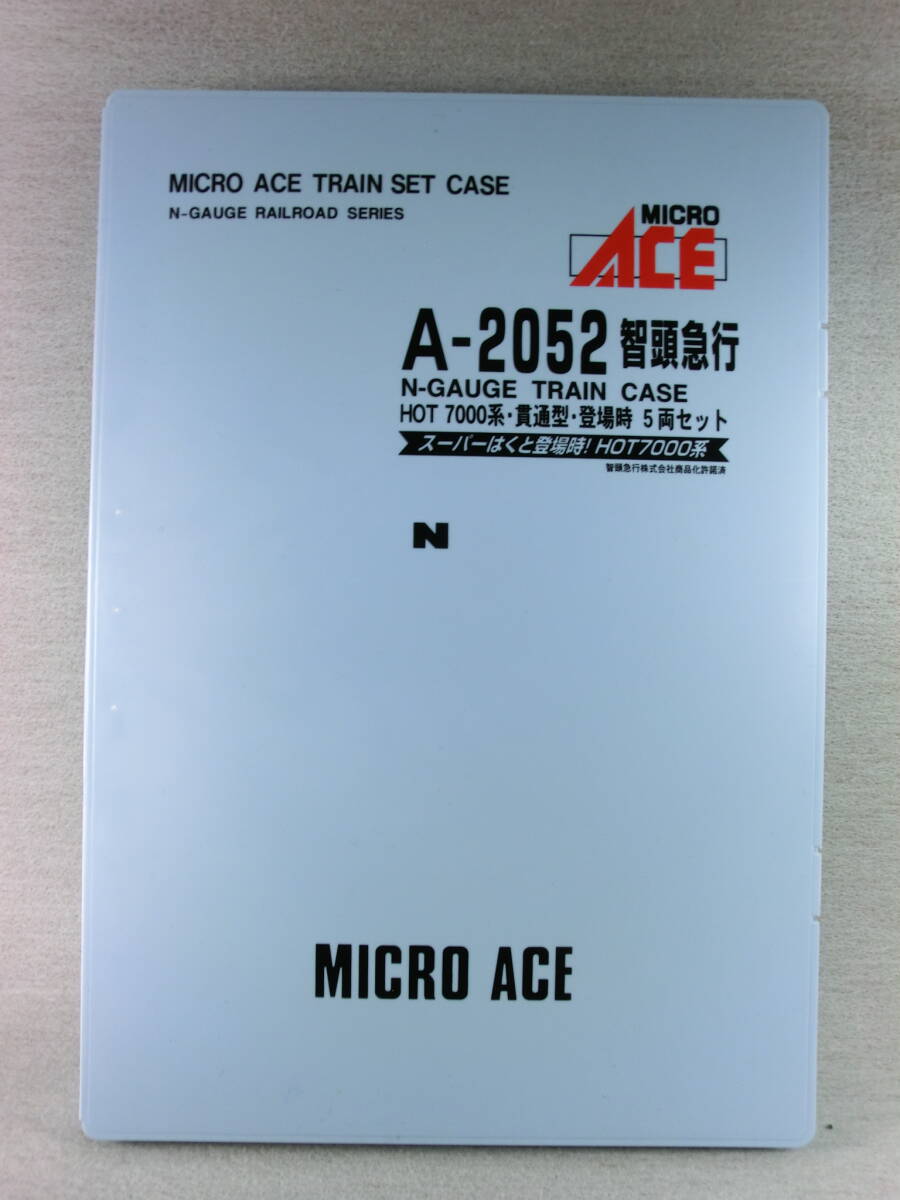 MICRO ACE TRAIN SET CASE
N-GAUGE RAILROAD SERIES
MICRO
ACE
A-2052 智頭急行
N-GAUGE TRAIN CASE
HOT 7000系・貫通型・登場時 5両セット
スーパーはくと登場時! HOT7000系
智頭急行株式会社商品化許諾済
N
MICRO ACE